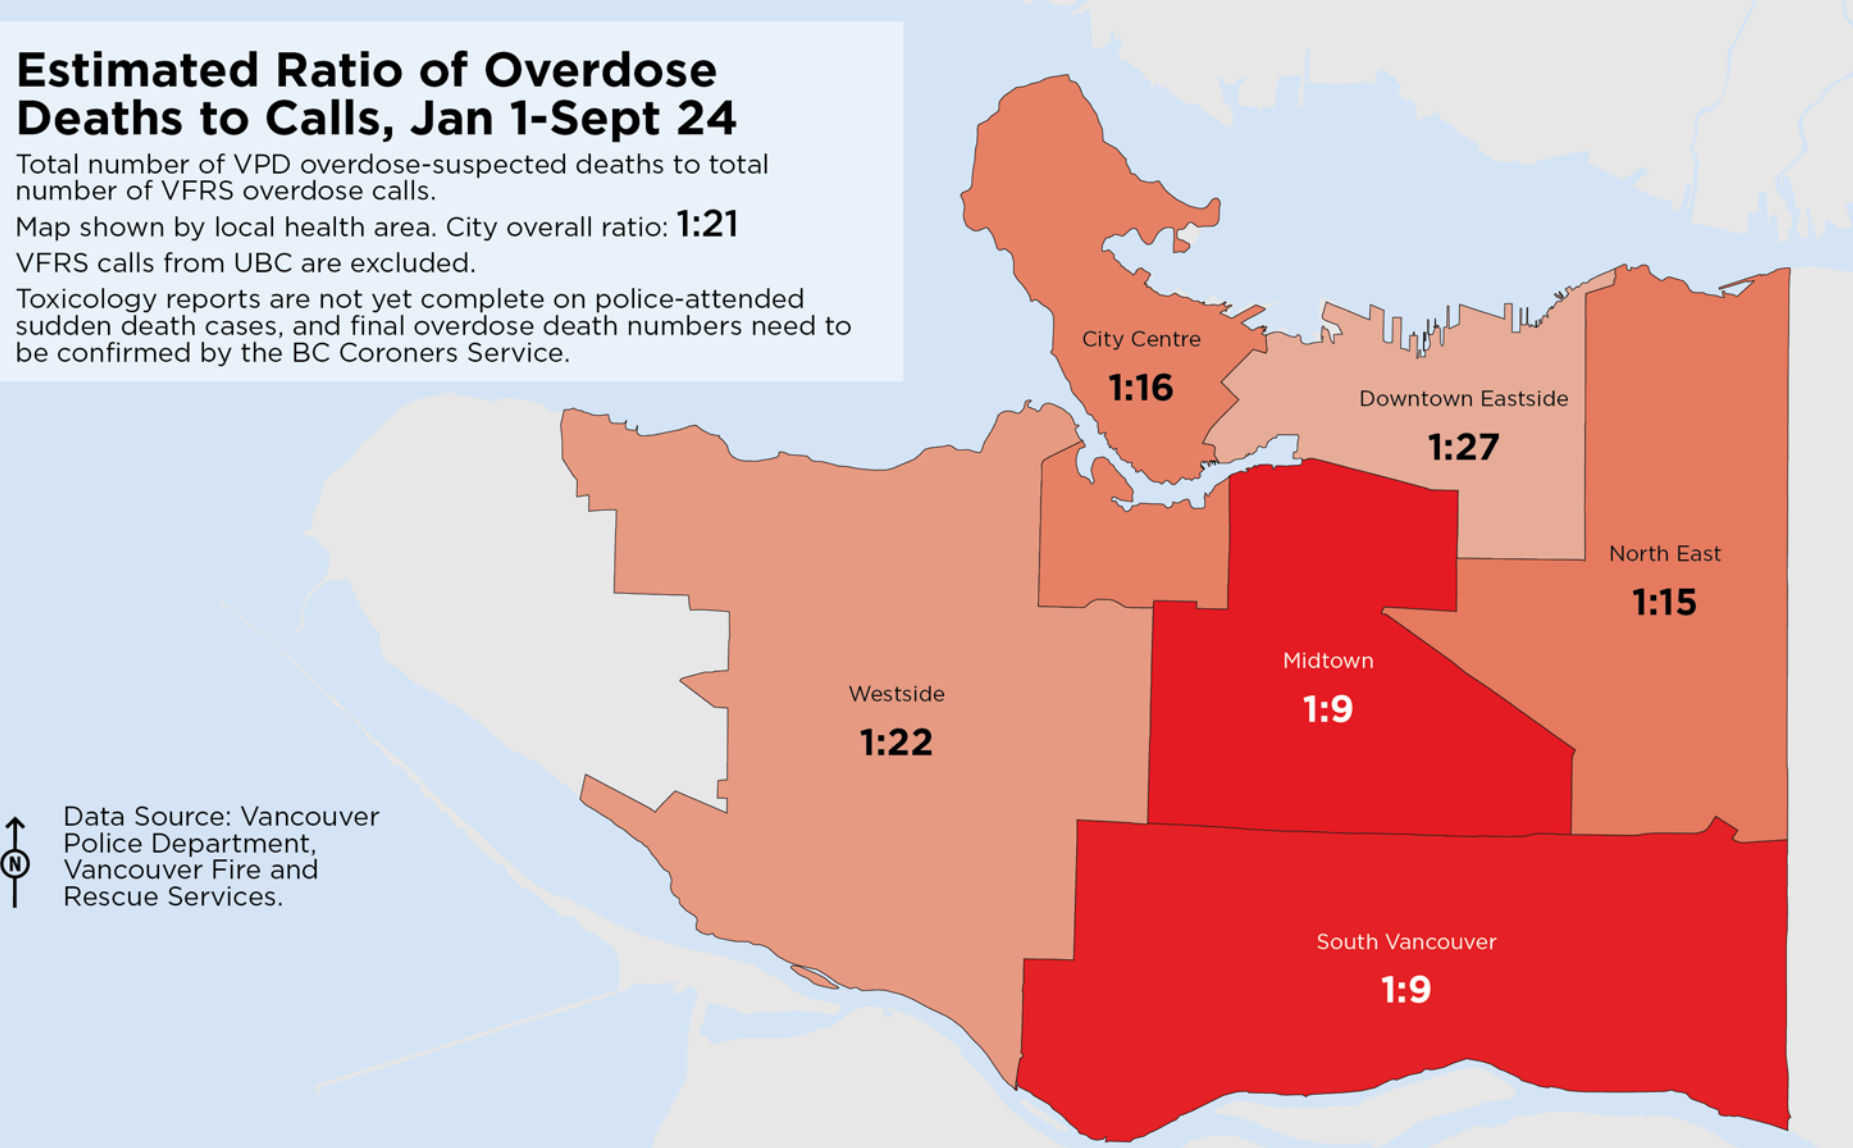 Estimated Ratio of Overdose
Deaths to Calls, Jan 1-Sept 24
Total number of VPD overdose-suspected deaths to total
number of VFRS overdose calls.
Map shown by local health area. City overall ratio: 1:21
VFRS calls from UBC are excluded.
Toxicology reports are not yet complete on police-attended
sudden death cases, and final overdose death numbers need to
be confirmed by the BC Coroners Service.
City Centre
1:16
Downtown Eastside
1:27
North East
1:15
Midtown
1:9
Westside
1:22
South Vancouver
1:9
N
Data Source: Vancouver
Police Department,
Vancouver Fire and
Rescue Services.